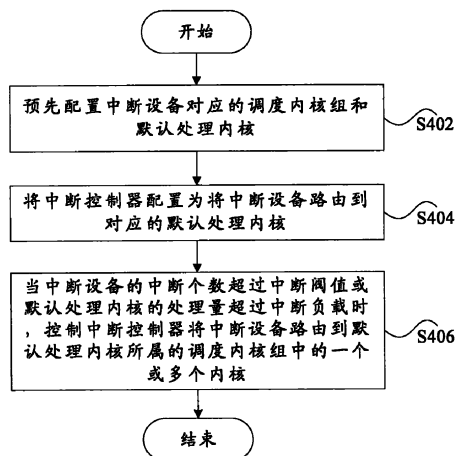 开始
预先配置中断设备对应的调度内核组和
默认处理内核
S402
将中断控制器配置为将中断设备路由到
对应的默认处理内核
S404
当中断设备的中断个数超过中断阀值或
默认处理内核的处理量超过中断负载时
，控制中断控制器将中断设备路由到默
认处理内核所属的调度内核组中的一个
或多个内核
S406
结束